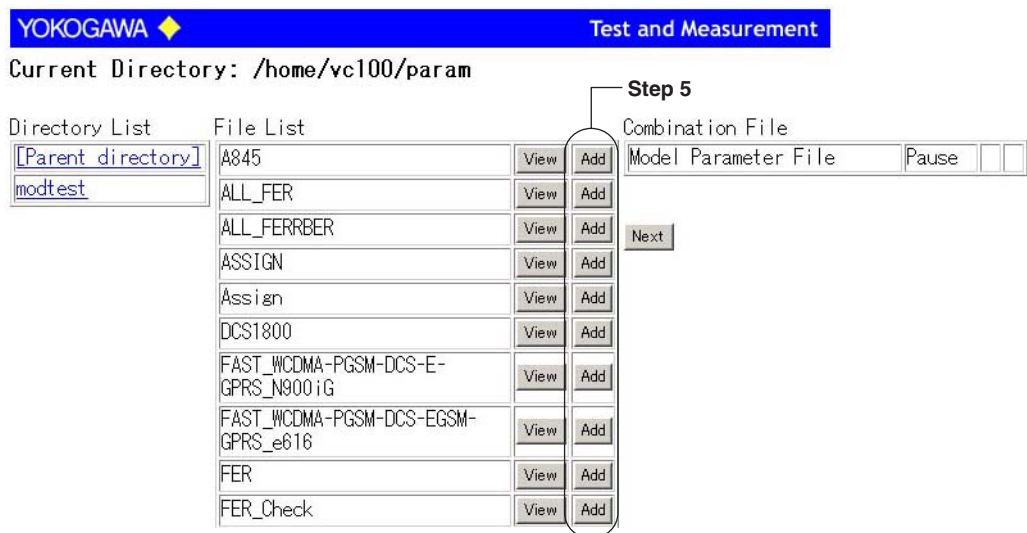 YOKOGAWA Test and Measurement
Current Directory: /home/vc100/param
Step 5
Directory List File List Combination File
[Parent directory] A845 View Add Model Parameter File Pause
modtest ALL_FER View Add
ALL_FERRBER View Add Next
ASSIGN View Add
Assign View Add
DCS1800 View Add
FAST_WCDMA-PGSM-DCS-E-
GPRS_N900iG View Add
FAST_WCDMA-PGSM-DCS-EGSM-
GPRS_e616 View Add
FER View Add
FER_Check View Add